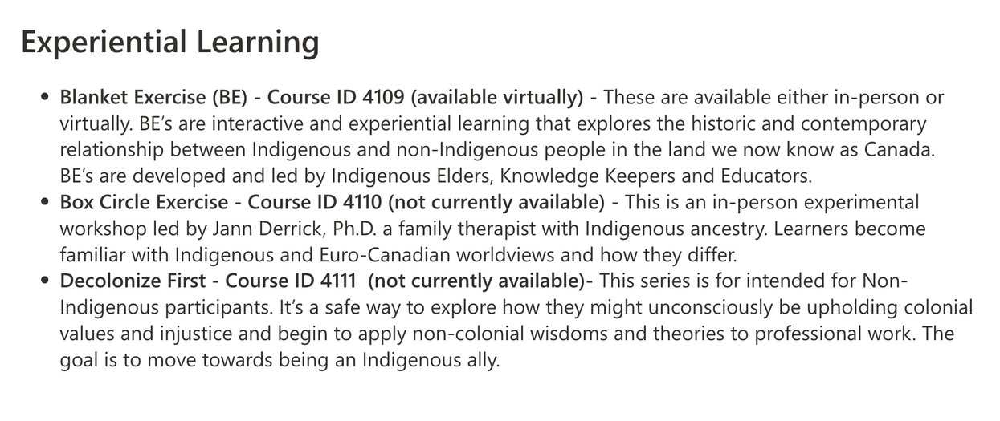 Experiential Learning
• Blanket Exercise (BE) - Course ID 4109 (available virtually) - These are available either in-person or
virtually. BE’s are interactive and experiential learning that explores the historic and contemporary
relationship between Indigenous and non-Indigenous people in the land we now know as Canada.
BE’s are developed and led by Indigenous Elders, Knowledge Keepers and Educators.
• Box Circle Exercise - Course ID 4110 (not currently available) - This is an in-person experimental
workshop led by Jann Derrick, Ph.D. a family therapist with Indigenous ancestry. Learners become
familiar with Indigenous and Euro-Canadian worldviews and how they differ.
• Decolonize First - Course ID 4111  (not currently available)- This series is for intended for Non-
Indigenous participants. It’s a safe way to explore how they might unconsciously be upholding colonial
values and injustice and begin to apply non-colonial wisdoms and theories to professional work. The
goal is to move towards being an Indigenous ally.